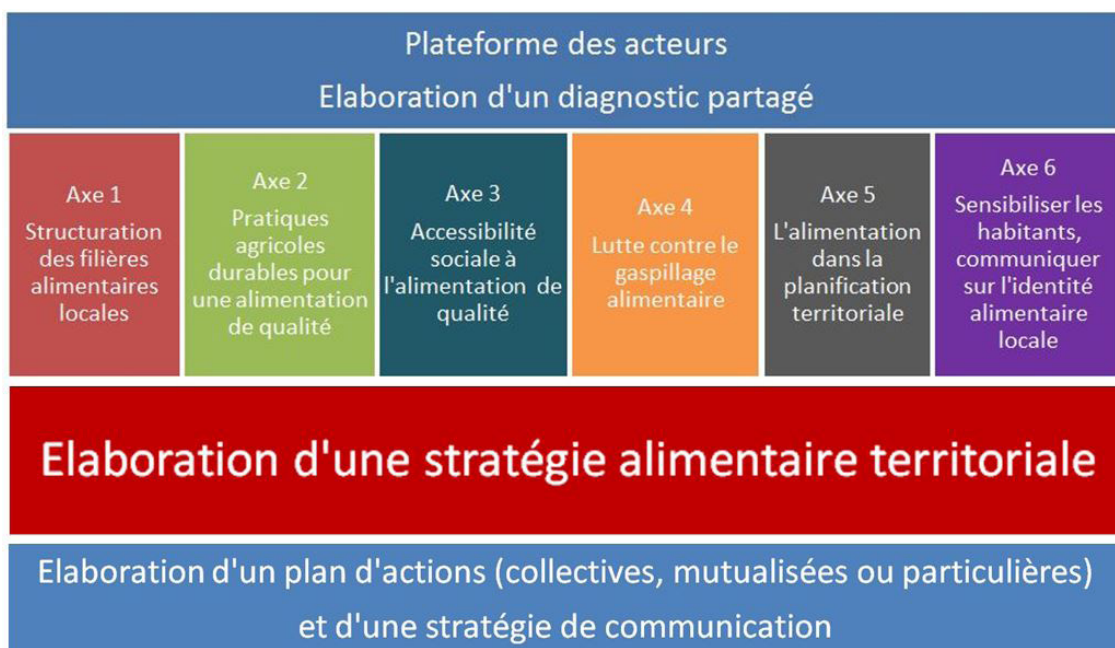 Plateforme des acteurs
Elaboration d'un diagnostic partagé
Axe 1
Structuration
des filières
alimentaires
locales
Axe 2
Pratiques
agricoles
durables pour
une alimentation
de qualité
Axe 3
Accessibilité
sociale à
l'alimentation de
qualité
Axe 4
Lutte contre le
gaspillage
alimentaire
Axe 5
L'alimentation
dans la
planification
territoriale
Axe 6
Sensibiliser les
habitants,
communiquer
sur l'identité
alimentaire
locale
Elaboration d'une stratégie alimentaire territoriale
Elaboration d'un plan d'actions (collectives, mutualisées ou particulières)
et d'une stratégie de communication